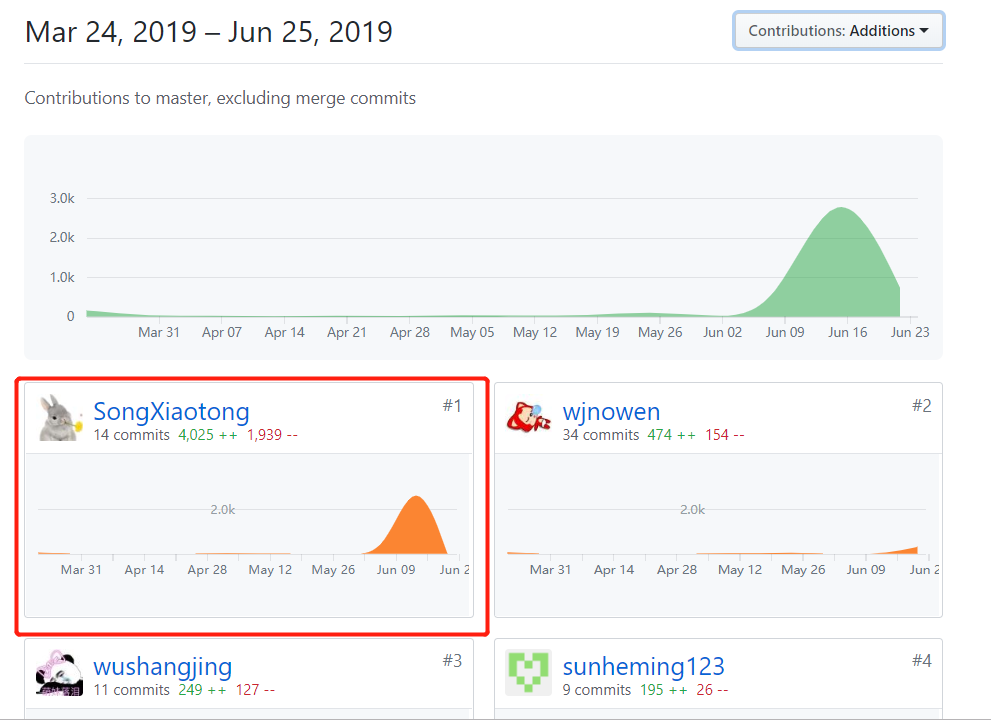 Mar 24, 2019 – Jun 25, 2019
Contributions: Additions
Contributions to master, excluding merge commits
3.0k
2.0k
1.0k
0
Mar 31 Apr 07 Apr 14 Apr 21 Apr 28 May 05 May 12 May 19 May 26 Jun 02 Jun 09 Jun 16 Jun 23
SongXiaotong #1
14 commits 4,025 ++ 1,939 --
2.0k
Mar 31 Apr 14 Apr 28 May 12 May 26 Jun 09 Jun 2
wjnowen #2
34 commits 474 ++ 154 --
2.0k
Mar 31 Apr 14 Apr 28 May 12 May 26 Jun 09 Jun 2
wushangjing #3
11 commits 249 ++ 127 --
sunheming123 #4
9 commits 195 ++ 26 --